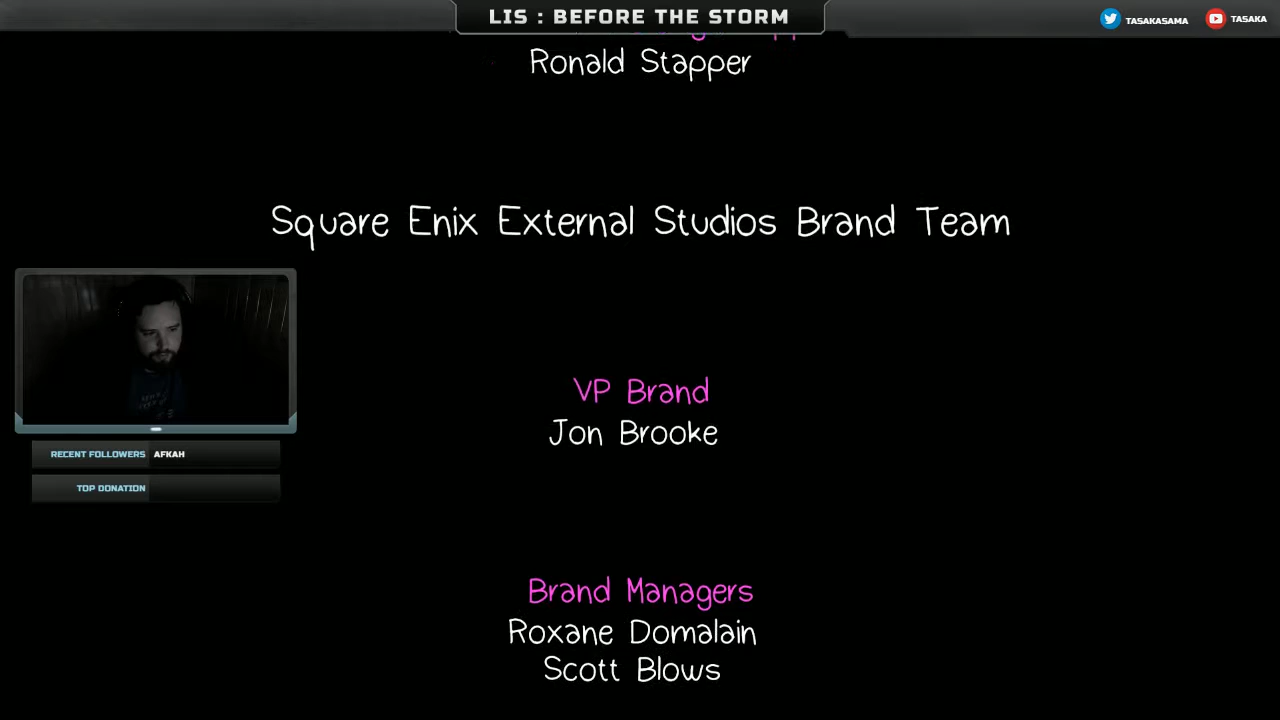 LIS : BEFORE THE STORM
TASAKASAMA
TASAKA
Ronald Stapper
Square Enix External Studios Brand Team
VP Brand
Jon Brooke
RECENT FOLLOWERS AFKAH
TOP DONATION
Brand Managers
Roxane Domalain
Scott Blows